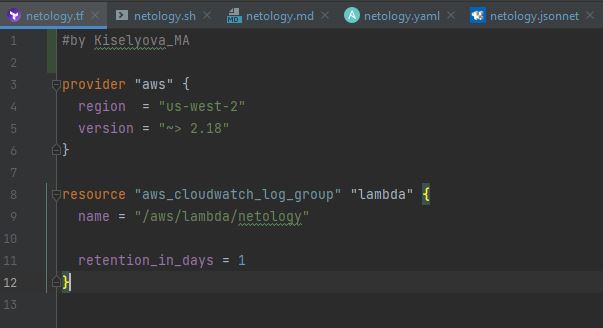 netology.tf netology.sh netology.md netology.yaml netology.jsonnet
1 #by Kiselyova_MA
2
3 provider "aws" {
4 region = "us-west-2"
5 version = "~> 2.18"
6 }
7
8 resource "aws_cloudwatch_log_group" "lambda" {
9 name = "/aws/lambda/netology"
10
11 retention_in_days = 1
12 }
13